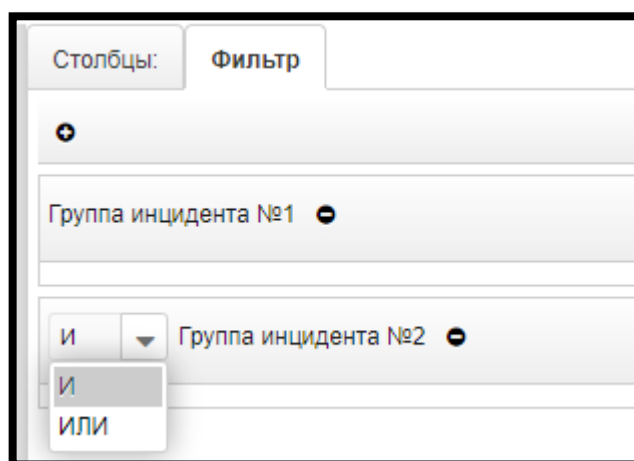 Столбцы: Фильтр
Группа инцидента №1
И Группа инцидента №2
И
ИЛИ